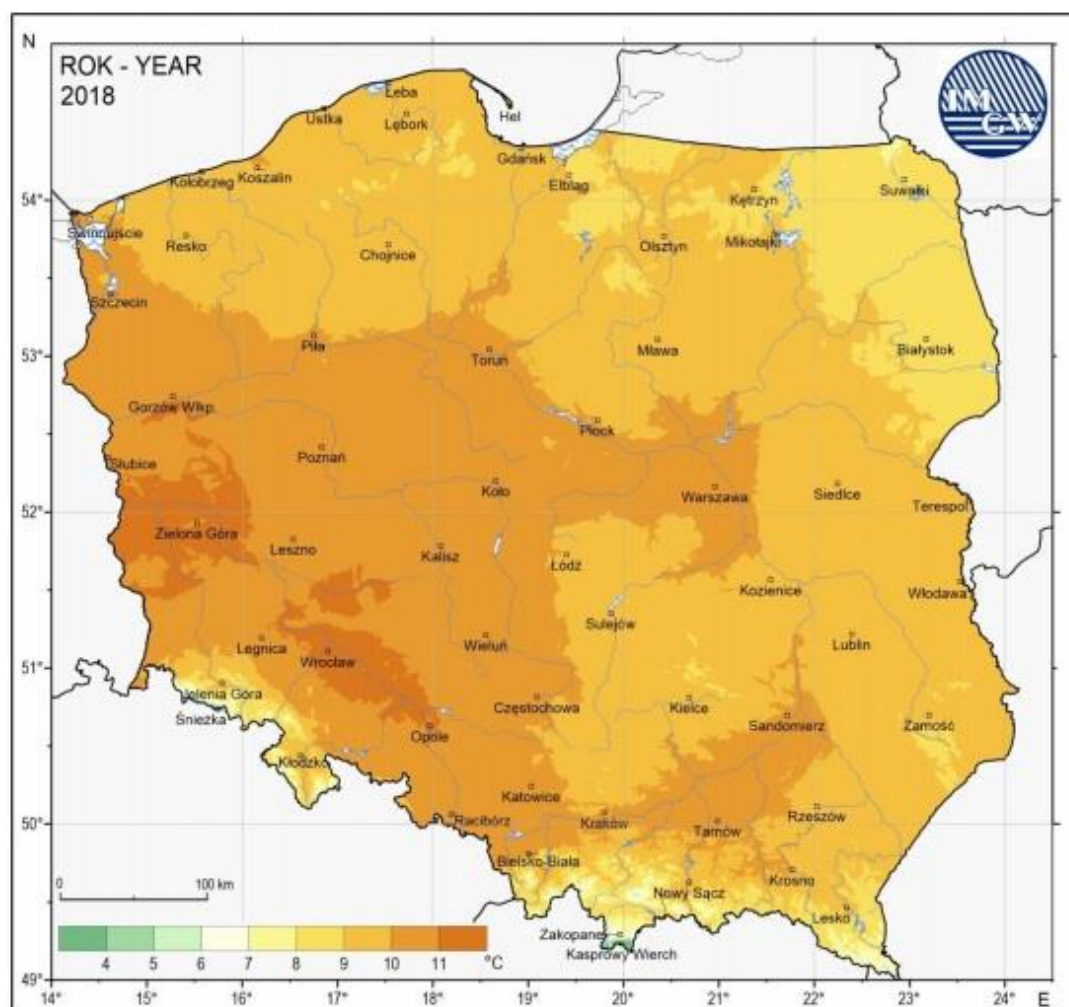 N
ROK - YEAR
2018
IM
GW
Łeba
Ustka
Lębork
Hel
Gdańsk
Kołobrzeg
Koszalin
Elbląg
Kętrzyn
Suwałki
54°
Świnoujście
Resko
Chojnice
Olsztyn
Mikołajki
Szczecin
Piła
Toruń
Mława
Białystok
53°
Gorzów Wlkp.
Płock
Słubice
Poznań
Koło
Warszawa
Siedlce
Terespol
52°
Zielona Góra
Leszno
Kalisz
Łódź
Kozienice
Włodawa
Sulejów
Legnica
Wrocław
Wieluń
Lublin
51°
Jelenia Góra
Śnieżka
Częstochowa
Kielce
Sandomierz
Zamość
Opole
Kłodzko
Katowice
Racibórz
Kraków
Tarnów
Rzeszów
50°
Bielsko-Biała
Nowy Sącz
Krosno
Lesko
0 100 km
Zakopane
Kasprowy Wierch
4 5 6 7 8 9 10 11 °C
49°
14° 15° 16° 17° 18° 19° 20° 21° 22° 23° 24° E